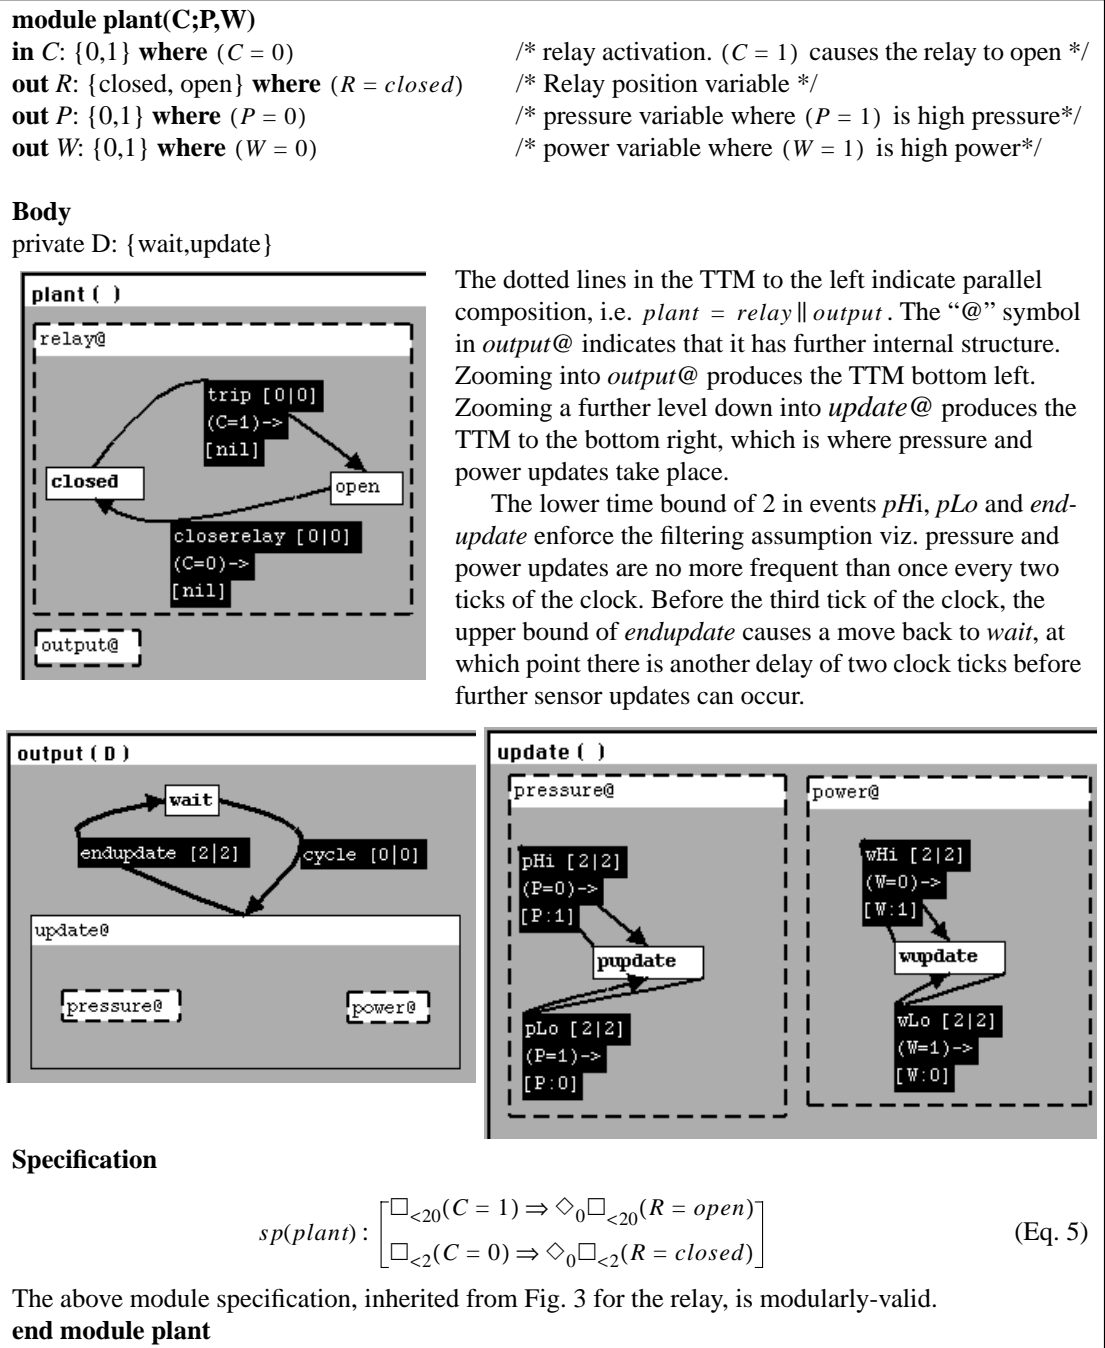 module plant(C;P,W)
in C: {0,1} where (C = 0) /* relay activation. (C = 1) causes the relay to open */
out R: {closed, open} where (R = closed) /* Relay position variable */
out P: {0,1} where (P = 0) /* pressure variable where (P = 1) is high pressure*/
out W: {0,1} where (W = 0) /* power variable where (W = 1) is high power*/
Body
private D: {wait,update}
plant ( )
relay@
trip [0|0]
(C=1)->
[nil]
closed
open
closerelay [0|0]
(C=0)->
[nil]
output@
The dotted lines in the TTM to the left indicate parallel
composition, i.e. plant = relay || output. The “@” symbol
in output@ indicates that it has further internal structure.
Zooming into output@ produces the TTM bottom left.
Zooming a further level down into update@ produces the
TTM to the bottom right, which is where pressure and
power updates take place.
The lower time bound of 2 in events pHi, pLo and end-
update enforce the filtering assumption viz. pressure and
power updates are no more frequent than once every two
ticks of the clock. Before the third tick of the clock, the
upper bound of endupdate causes a move back to wait, at
which point there is another delay of two clock ticks before
further sensor updates can occur.
output ( D )
wait
endupdate [2|2]
cycle [0|0]
update@
pressure@
power@
update ( )
pressure@
pHi [2|2]
(P=0)->
[P:1]
pupdate
pLo [2|2]
(P=1)->
[P:0]
power@
wHi [2|2]
(W=0)->
[W:1]
wupdate
wLo [2|2]
(W=1)->
[W:0]
Specification
sp(plant): [□<20(C = 1) ⇒ ◇0□<20(R = open)
□<2(C = 0) ⇒ ◇0□<2(R = closed)] (Eq. 5)
The above module specification, inherited from Fig. 3 for the relay, is modularly-valid.
end module plant